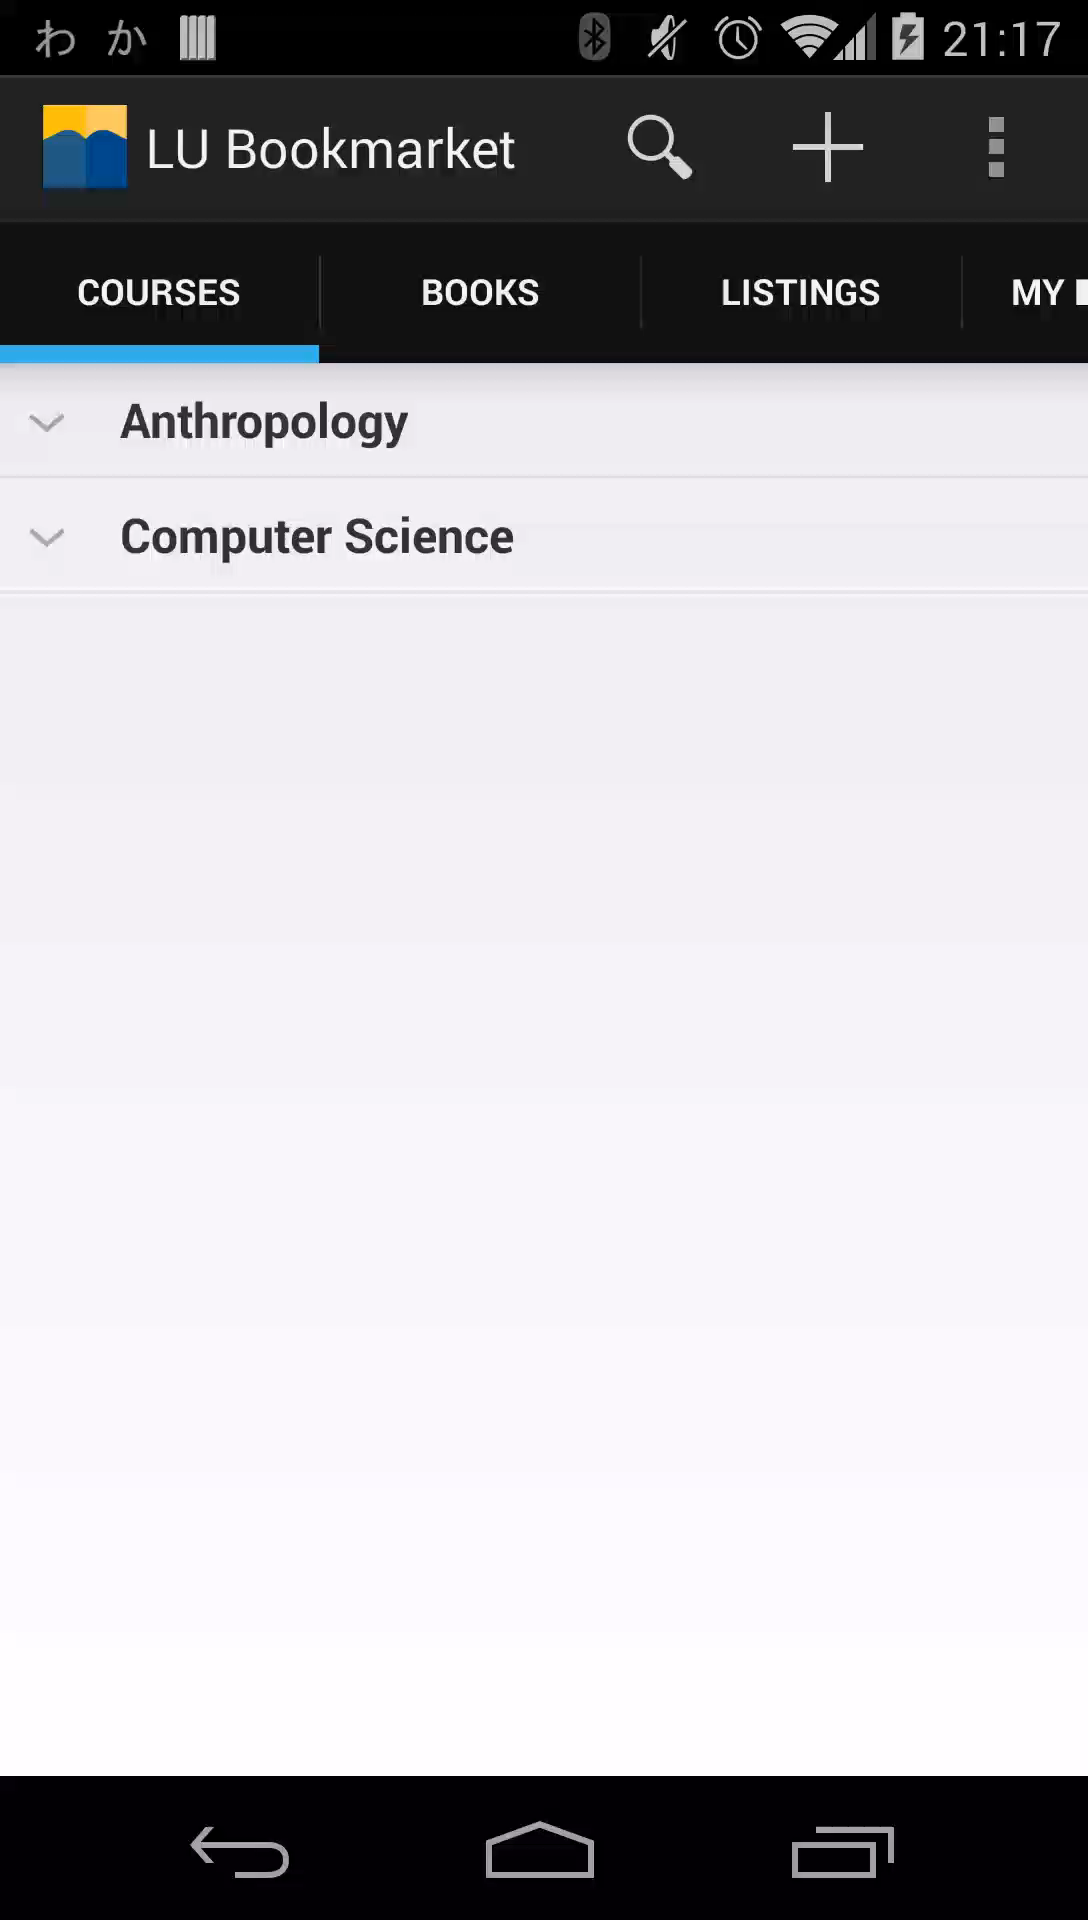 わ か 21:17
LU Bookmarket
COURSES BOOKS LISTINGS MY
Anthropology
Computer Science